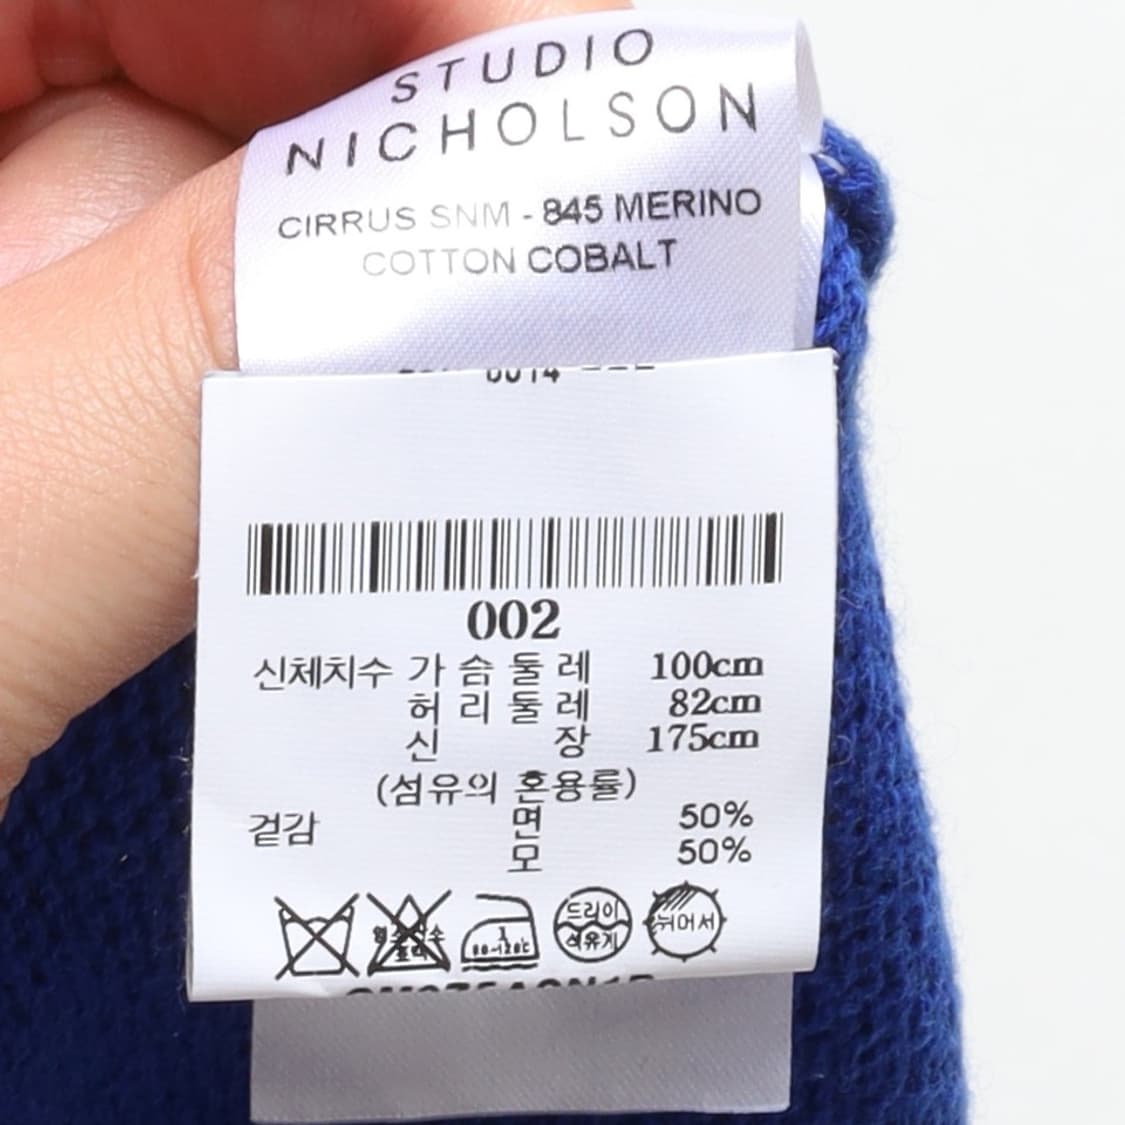 STUDIO
NICHOLSON
CIRRUS SNM - 845 MERINO
COTTON COBALT
002
신체치수 가 슴 둘 레 100cm
허 리 둘 레 82cm
신 장 175cm
(섬유의 혼용률)
겉감 면 50%
모 50%
드라이
석유계
뉘어서